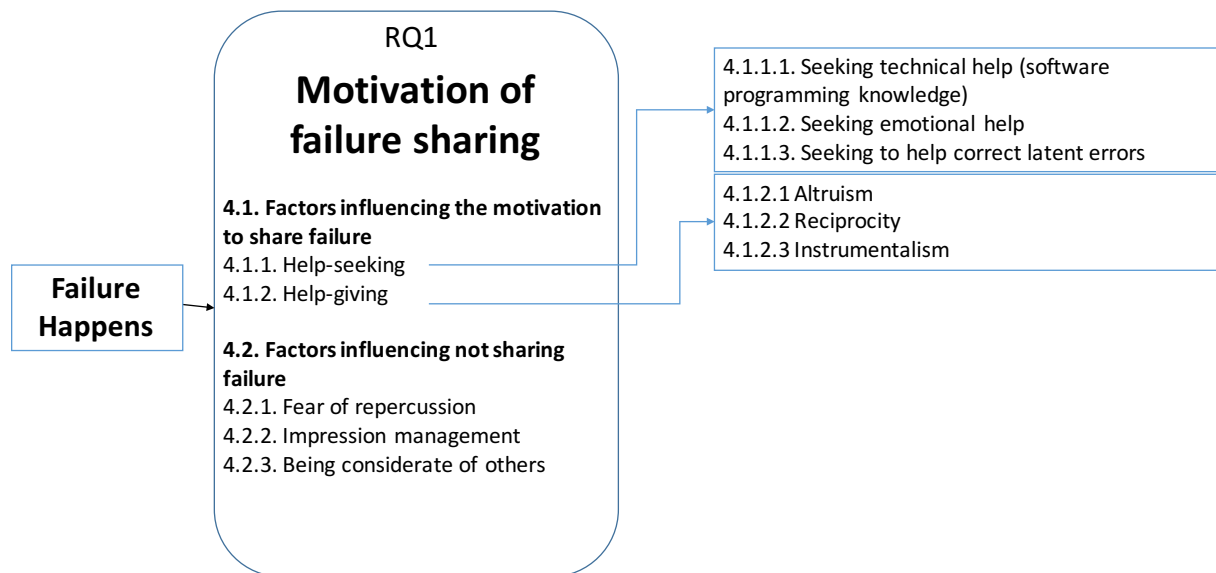 RQ1
Motivation of
failure sharing
4.1. Factors influencing the motivation
to share failure
4.1.1. Help-seeking
4.1.2. Help-giving
4.2. Factors influencing not sharing
failure
4.2.1. Fear of repercussion
4.2.2. Impression management
4.2.3. Being considerate of others
Failure
Happens
4.1.1.1. Seeking technical help (software
programming knowledge)
4.1.1.2. Seeking emotional help
4.1.1.3. Seeking to help correct latent errors
4.1.2.1 Altruism
4.1.2.2 Reciprocity
4.1.2.3 Instrumentalism